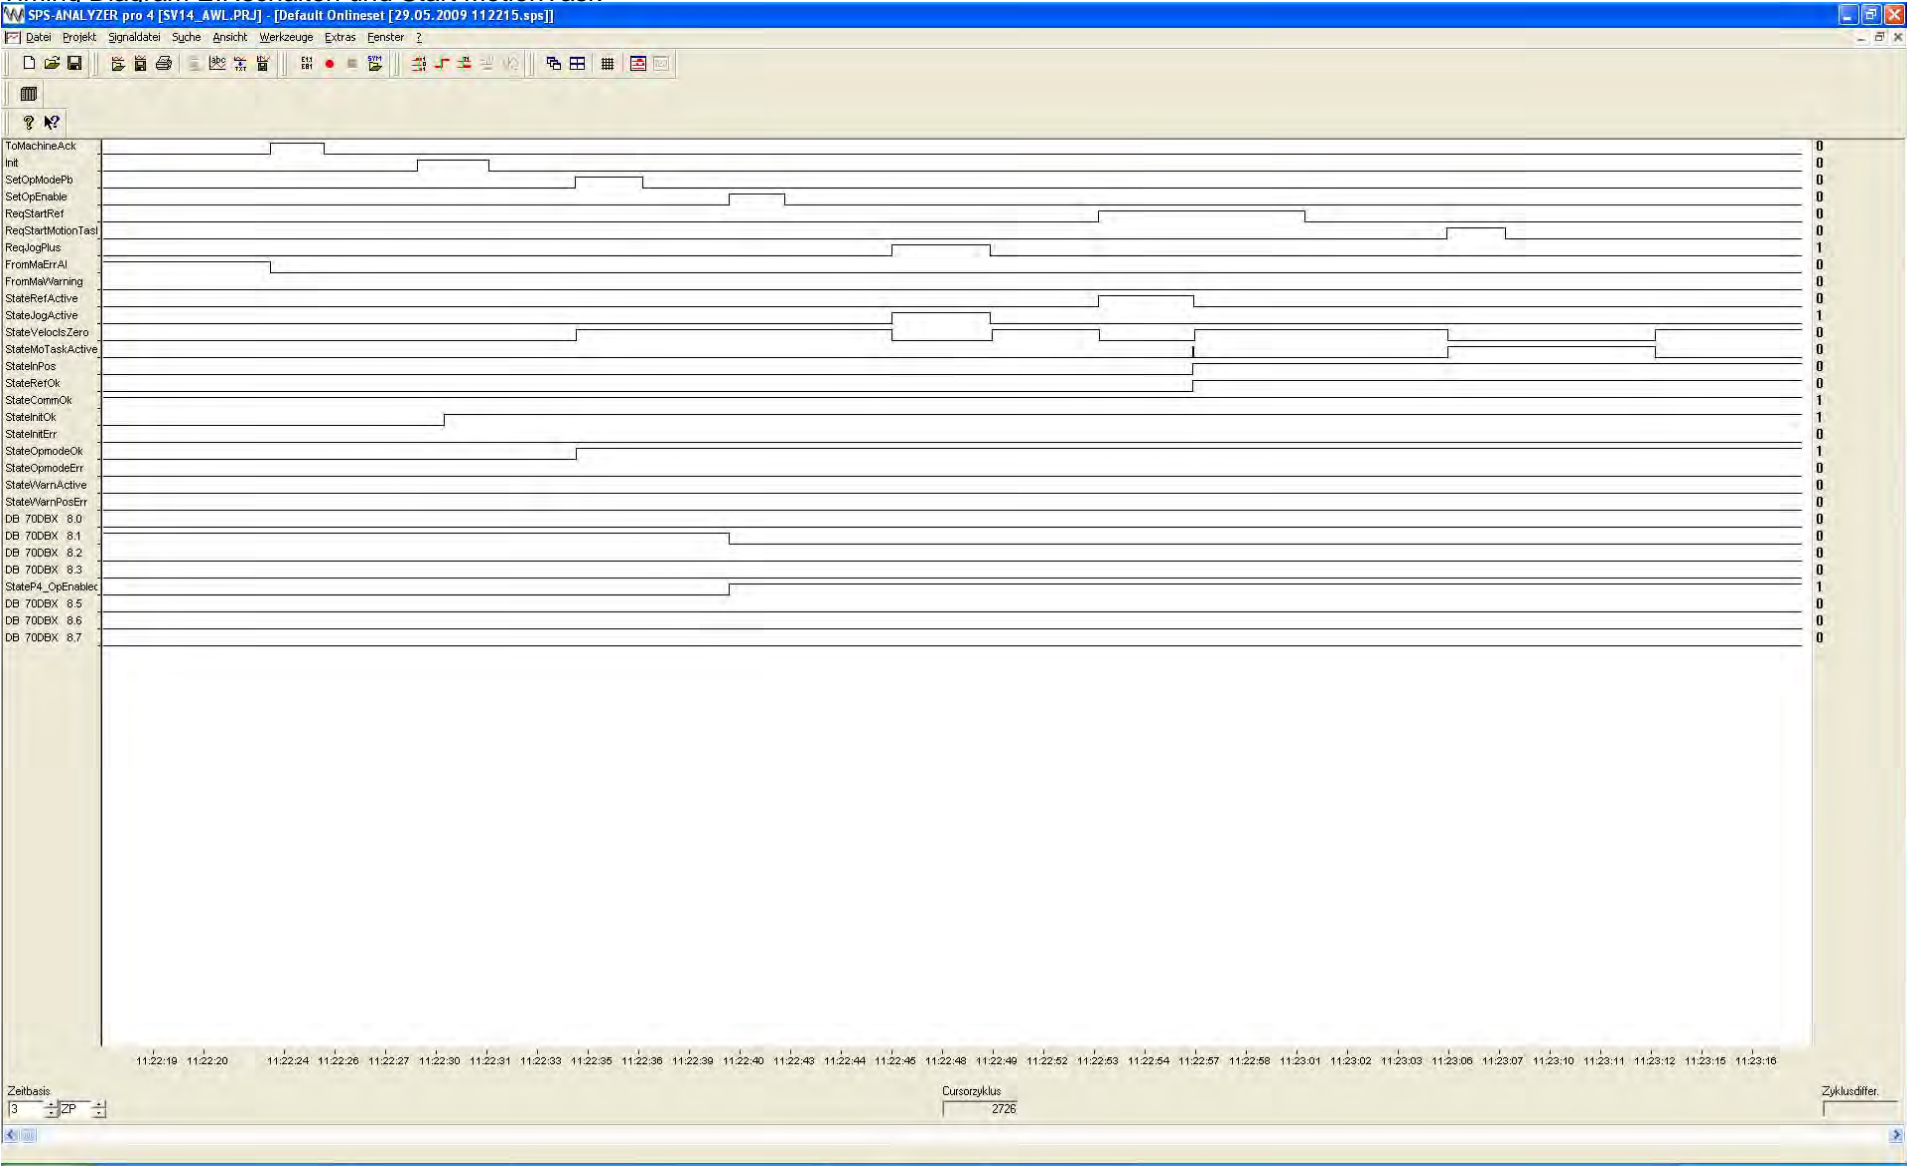 SPS-ANALYZER pro 4 [SV14_AWL.PRJ] - [Default Onlineset [29.05.2009 112215.sps]]
Datei Projekt Signaldatei Suche Ansicht Werkzeuge Extras Fenster ?
ToMachineAck 0
Init 0
SetOpModePb 0
SetOpEnable 0
ReqStartRef 0
ReqStartMotionTasl 0
ReqJogPlus 1
FromMaErrAl 0
FromMaWarning 0
StateRefActive 0
StateJogActive 1
StateVelocIsZero 0
StateMoTaskActive 0
StateInPos 0
StateRefOk 0
StateCommOk 1
StateInitOk 1
StateInitErr 0
StateOpmodeOk 1
StateOpmodeErr 0
StateWarnActive 0
StateWarnPosErr 0
DB 70DBX 8.0 0
DB 70DBX 8.1 0
DB 70DBX 8.2 0
DB 70DBX 8.3 0
StateP4_OpEnablec 1
DB 70DBX 8.5 0
DB 70DBX 8.6 0
DB 70DBX 8.7 0
11:22:19 11:22:20 11:22:24 11:22:26 11:22:27 11:22:30 11:22:31 11:22:33 11:22:35 11:22:36 11:22:39 11:22:40 11:22:43 11:22:44 11:22:45 11:22:48 11:22:49 11:22:52 11:22:53 11:22:54 11:22:57 11:22:58 11:23:01 11:23:02 11:23:03 11:23:06 11:23:07 11:23:10 11:23:11 11:23:12 11:23:15 11:23:16
Zeitbasis Cursorzyklus Zyklusdiffer.
3 ZP 2726